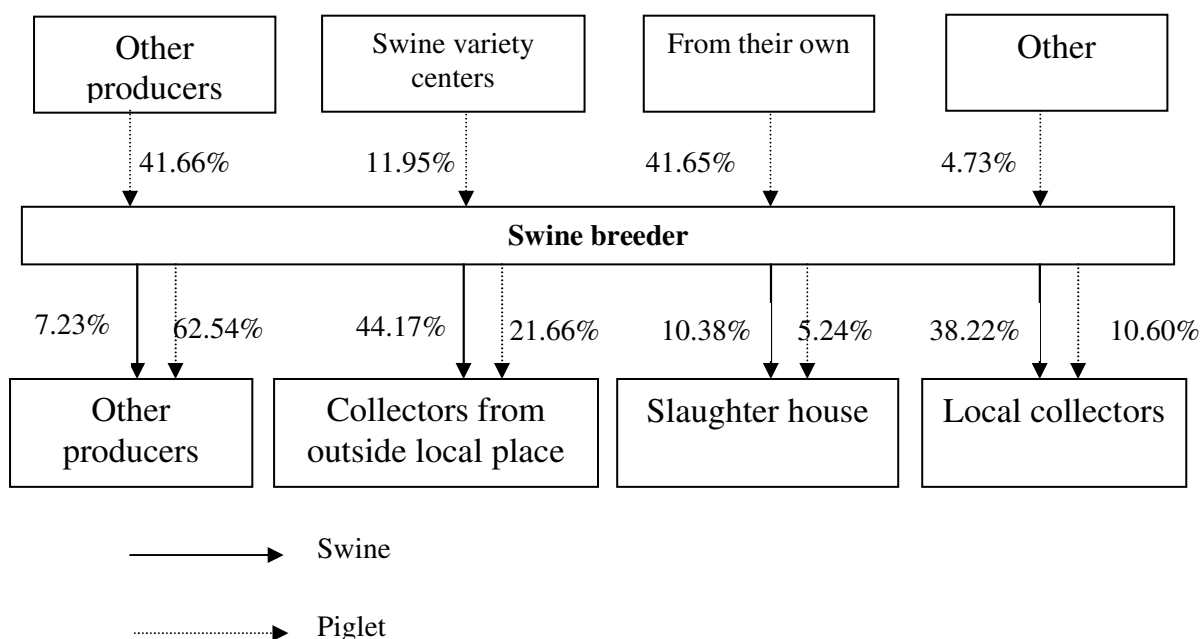 Other
producers
Swine variety
centers
From their own
Other
41.66%
11.95%
41.65%
4.73%
Swine breeder
7.23%
62.54%
44.17%
21.66%
10.38%
5.24%
38.22%
10.60%
Other
producers
Collectors from
outside local place
Slaughter house
Local collectors
Swine
Piglet